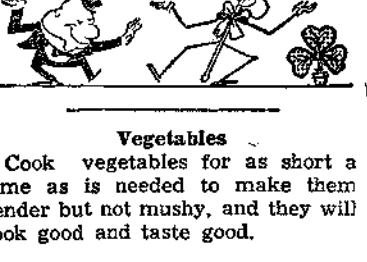 Vegetables
Cook vegetables for as short a
me as is needed to make them
ender but not mushy, and they will
ook good and taste good.